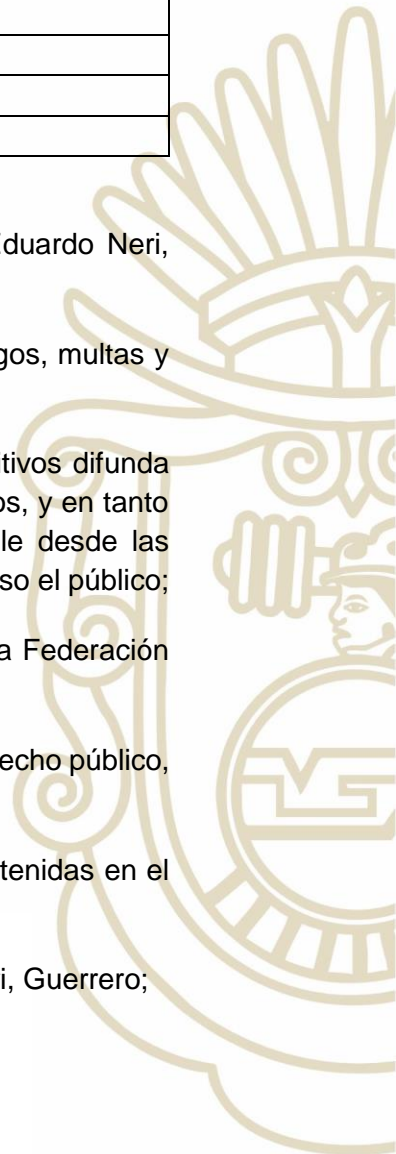 Eduardo Neri,
gos, multas y
itivos difunda
os, y en tanto
le desde las
so el público;
a Federación
echo público,
tenidas en el
i, Guerrero;